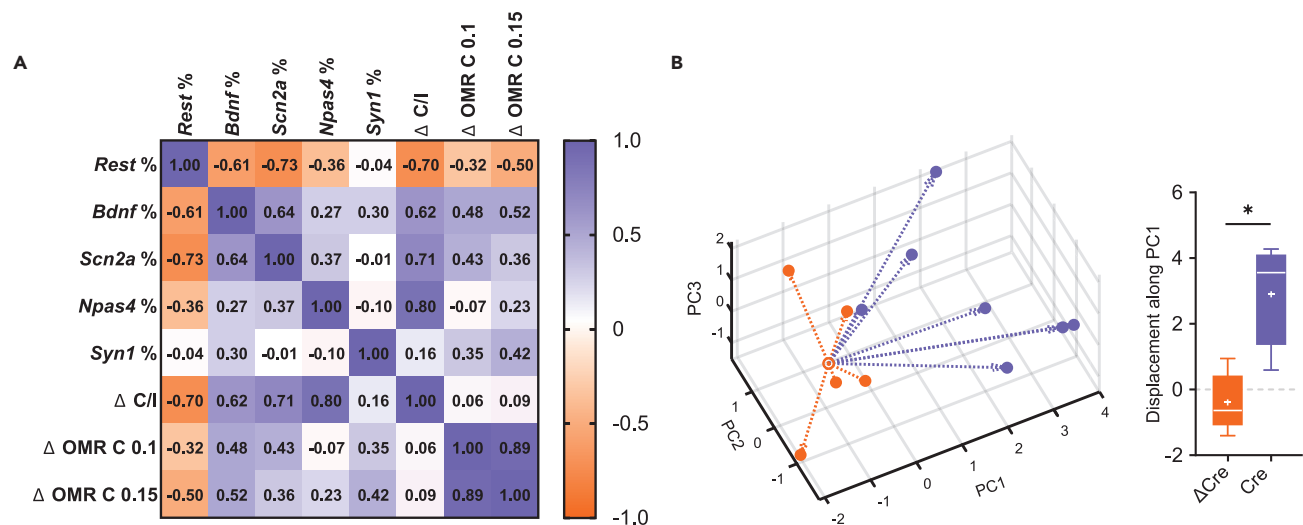 A
Rest %
Bdnf %
Scn2a %
Npas4 %
Syn1 %
Δ C/I
Δ OMR C 0.1
Δ OMR C 0.15
Rest % 1.00 -0.61 -0.73 -0.36 -0.04 -0.70 -0.32 -0.50
Bdnf % -0.61 1.00 0.64 0.27 0.30 0.62 0.48 0.52
Scn2a % -0.73 0.64 1.00 0.37 -0.01 0.71 0.43 0.36
Npas4 % -0.36 0.27 0.37 1.00 -0.10 0.80 -0.07 0.23
Syn1 % -0.04 0.30 -0.01 -0.10 1.00 0.16 0.35 0.42
Δ C/I -0.70 0.62 0.71 0.80 0.16 1.00 0.06 0.09
Δ OMR C 0.1 -0.32 0.48 0.43 -0.07 0.35 0.06 1.00 0.89
Δ OMR C 0.15 -0.50 0.52 0.36 0.23 0.42 0.09 0.89 1.00
1.0
0.5
0
-0.5
-1.0
B
PC3
2
1
0
-1
PC2
1
0
-1
PC1
-2
-1
0
1
2
3
4
Displacement along PC1
6
4
2
0
-2
*
ΔCre
Cre